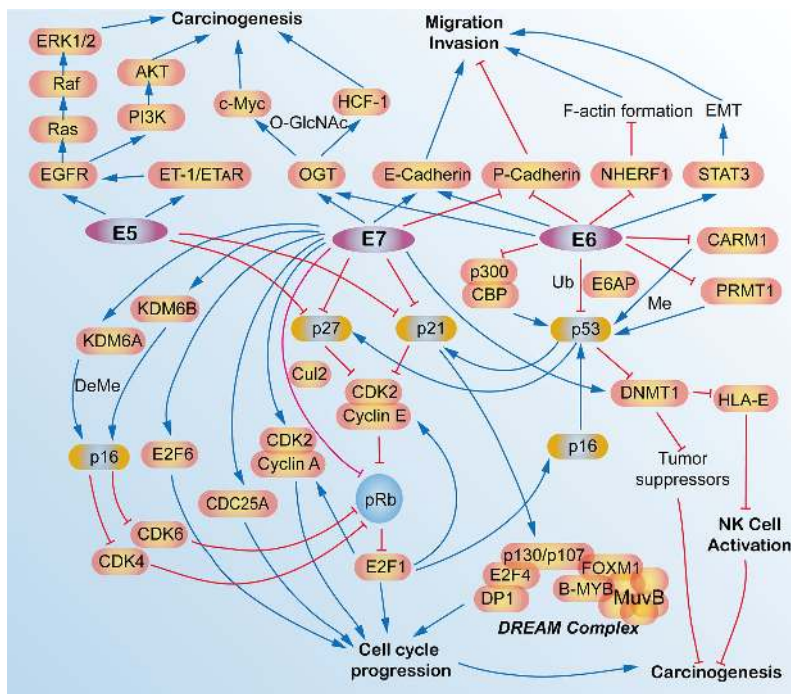 Carcinogenesis
Migration
Invasion
ERK1/2
AKT
Raf
c-Myc
HCF-1
O-GlcNAc
F-actin formation
EMT
PI3K
Ras
EGFR
ET-1/ETAR
OGT
E-Cadherin
P-Cadherin
NHERF1
STAT3
E5
E7
E6
CARM1
p300
CBP
Ub
E6AP
Me
PRMT1
KDM6B
KDM6A
p27
p21
p53
DeMe
Cul2
CDK2
Cyclin E
DNMT1
HLA-E
p16
E2F6
CDK2
Cyclin A
p16
Tumor
suppressors
CDC25A
pRb
NK Cell
Activation
CDK6
CDK4
E2F1
p130/p107
E2F4
DP1
FOXM1
B-MYB
MuvB
DREAM Complex
Cell cycle
progression
Carcinogenesis